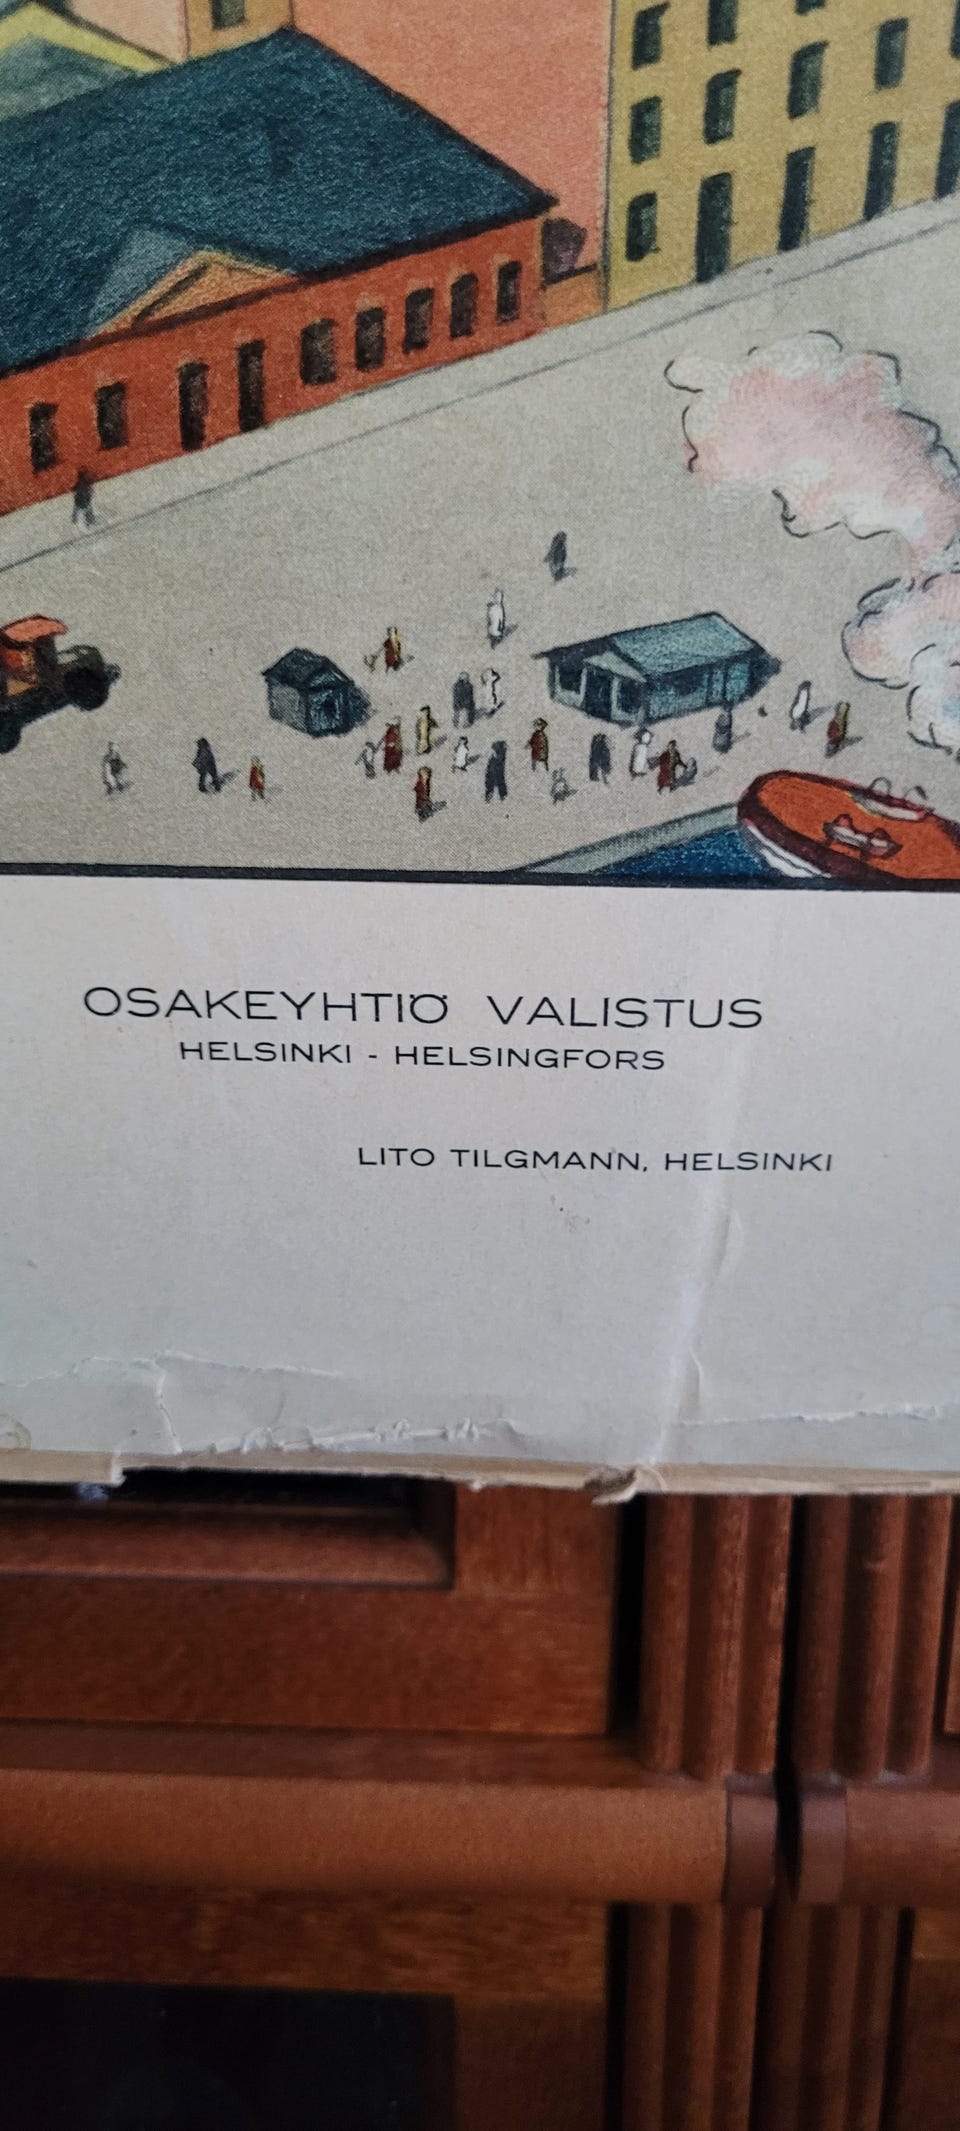 OSAKEYHTIÖ VALISTUS
HELSINKI - HELSINGFORS
LITO TILGMANN, HELSINKI